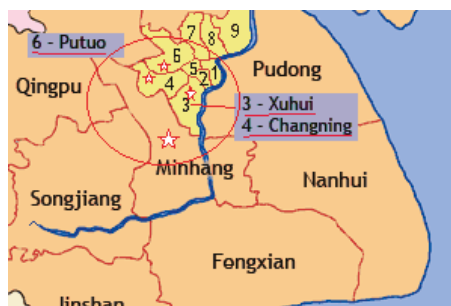 6 - Putuo
7
8
9
6
5
1
4
2
3
Qingpu
Pudong
3 - Xuhui
4 - Changning
Minhang
Nanhui
Songjiang
Fengxian
Jinshan